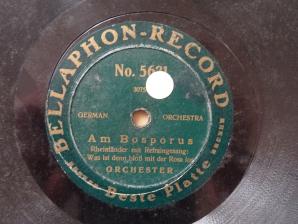 BELLAPHON-RECORD
No. 5621
GERMAN ORCHESTRA
Am Bosporus
Rheinländer mit Refraingesang:
Was ist denn bloß mit der Rosa los
ORCHESTER
Beste Platte